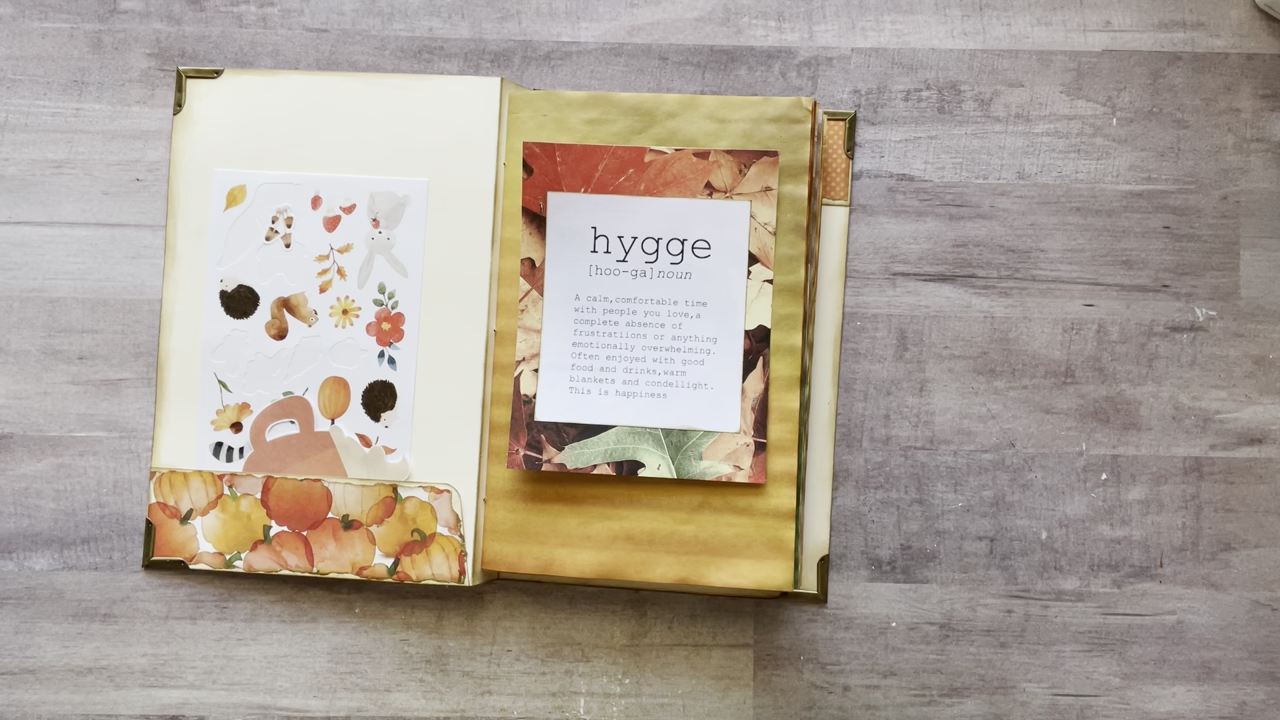 hygge
[hoo-ga] noun
A calm,comfortable time
with people you love,a
complete absence of
frustratiions or anything
emotionally overwhelming.
Often enjoyed with good
food and drinks,warm
blankets and condellight.
This is happiness